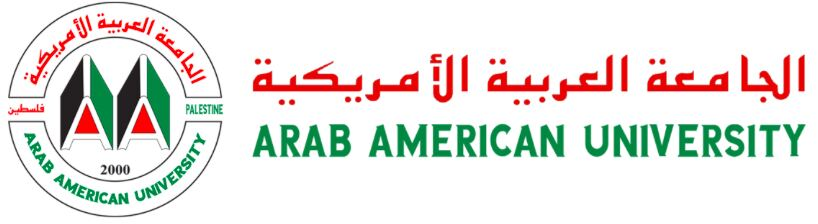 الجامعة العربية الأمريكية
فلسطين
PALESTINE
2000
ARAB AMERICAN UNIVERSITY
الجامعة العربية الأمريكية
ARAB AMERICAN UNIVERSITY